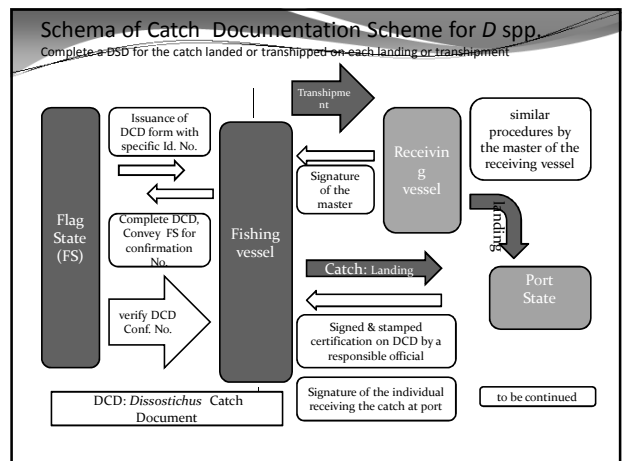 Schema of Catch Documentation Scheme for D spp.
Complete a DSD for the catch landed or transhipped on each landing or transhipment
Transhipme
nt
Issuance of
DCD form with
specific Id. No.
similar
procedures by
the master of the
receiving vessel
Receivin
g
vessel
Signature
of the
master
Flag
State
(FS)
Complete DCD,
Convey FS for
confirmation
No.
Fishing
vessel
landing
Catch: Landing
Port
State
verify DCD
Conf. No.
Signed & stamped
certification on DCD by a
responsible official
Signature of the individual
receiving the catch at port
to be continued
DCD: Dissostichus Catch
Document